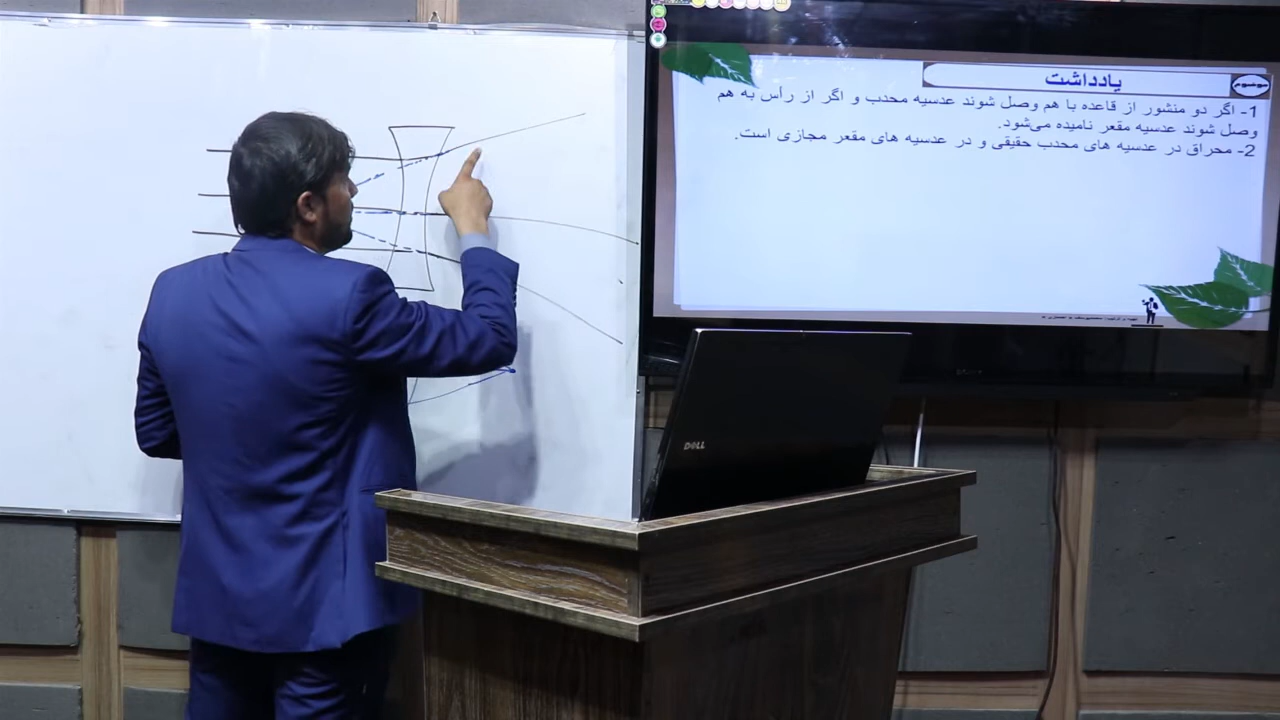 موضوع
یادداشت
1- اگر دو منشور از قاعده با هم وصل شوند عدسیه محدب و اگر از رأس به هم
وصل شوند عدسیه مقعر نامیده می‌شود.
2- محراق در عدسیه های محدب حقیقی و در عدسیه های مقعر مجازی است.
DELL
SONY